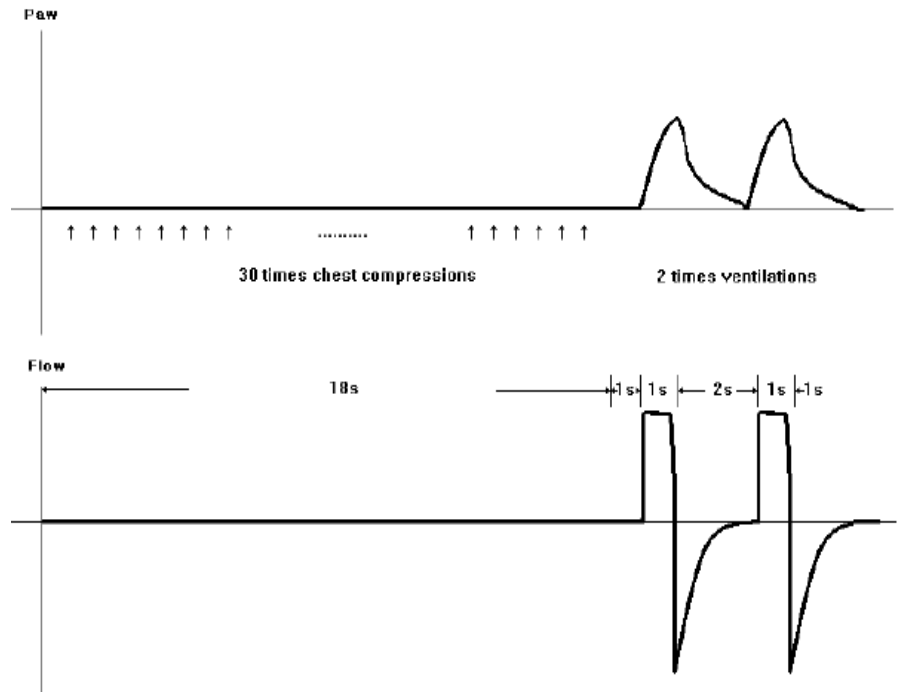 Paw
↑ ↑ ↑ ↑ ↑ ↑ ↑ ↑ .......... ↑ ↑ ↑ ↑ ↑ ↑
30 times chest compressions 2 times ventilations
Flow
18s 1s 1s 2s 1s 1s